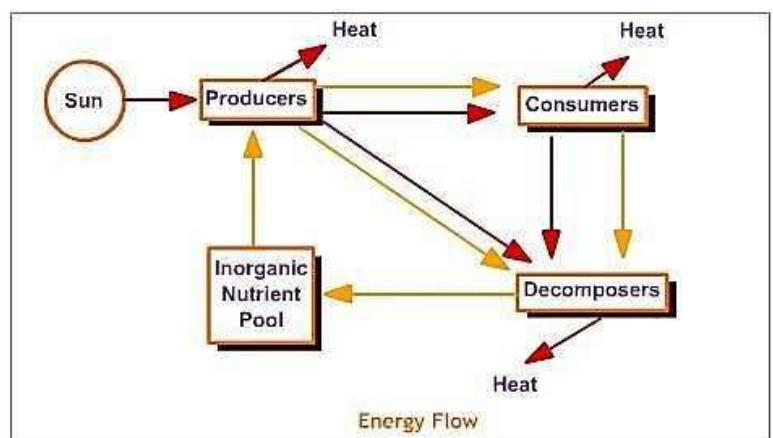 Heat
Heat
Sun
Producers
Consumers
Inorganic
Nutrient
Pool
Decomposers
Heat
Energy Flow